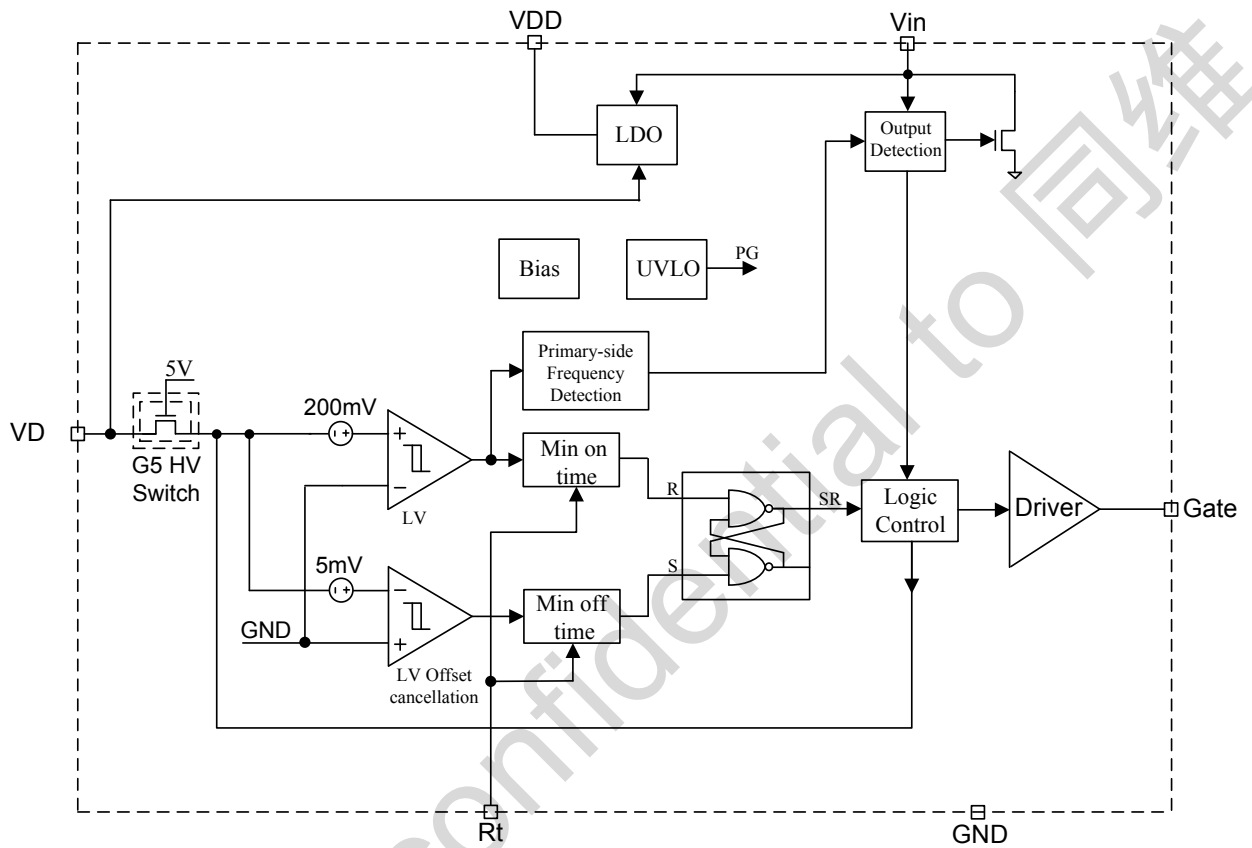 VDD
Vin
LDO
Output
Detection
Bias
UVLO
PG
Primary-side
Frequency
Detection
5V
VD
G5 HV
Switch
200mV
+
−
LV
Min on
time
R
SR
Logic
Control
Driver
Gate
5mV
−
+
GND
LV Offset
cancellation
Min off
time
S
Rt
GND
confidential to 同维